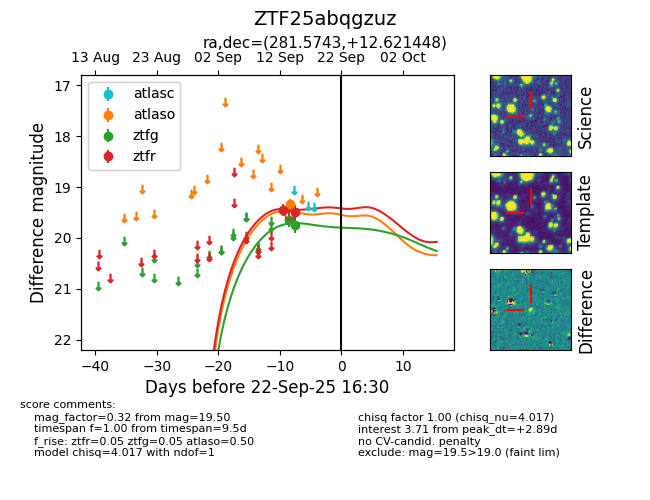 ZTF25abqgzuz
ra,dec=(281.5743,+12.621448)
13 Aug 23 Aug 02 Sep 12 Sep 22 Sep 02 Oct
17
18
19
20
21
22
Difference magnitude
atlasc
atlaso
ztfg
ztfr
−40 −30 −20 −10 0 10
Days before 22-Sep-25 16:30
Science
Template
Difference
score comments:
mag_factor=0.32 from mag=19.50
timespan f=1.00 from timespan=9.5d
f_rise: ztfr=0.05 ztfg=0.05 atlaso=0.50
model chisq=4.017 with ndof=1
chisq factor 1.00 (chisq_nu=4.017)
interest 3.71 from peak_dt=+2.89d
no CV-candid. penalty
exclude: mag=19.5>19.0 (faint lim)